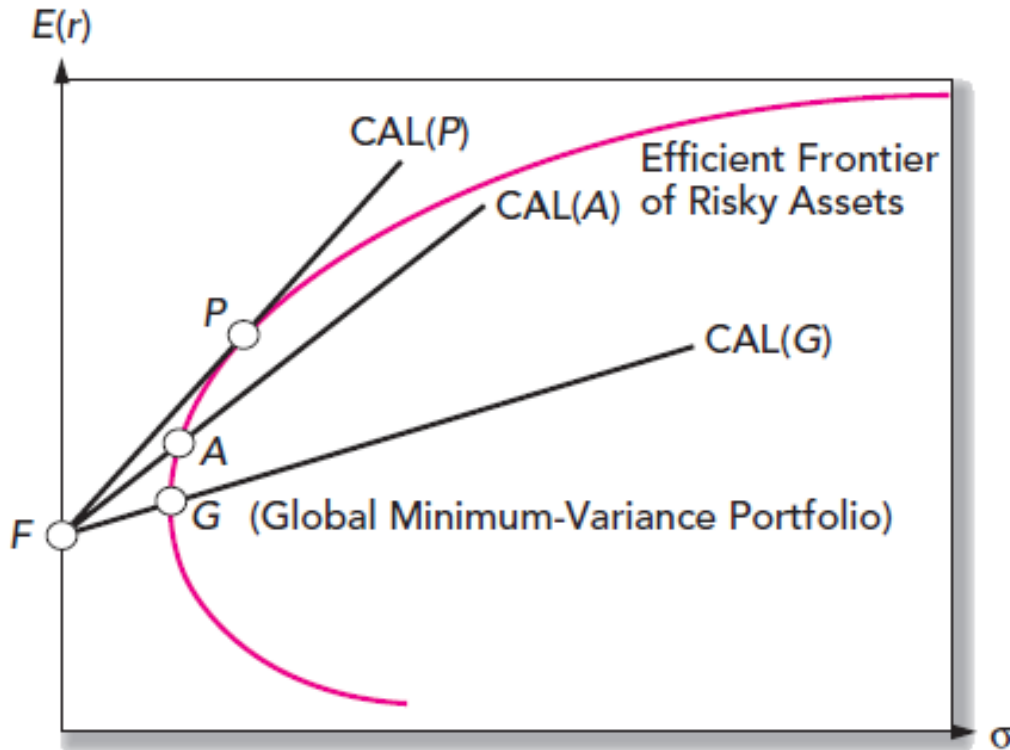 E(r)
CAL(P)
Efficient Frontier
of Risky Assets
CAL(A)
P
CAL(G)
A
G (Global Minimum-Variance Portfolio)
F
σ